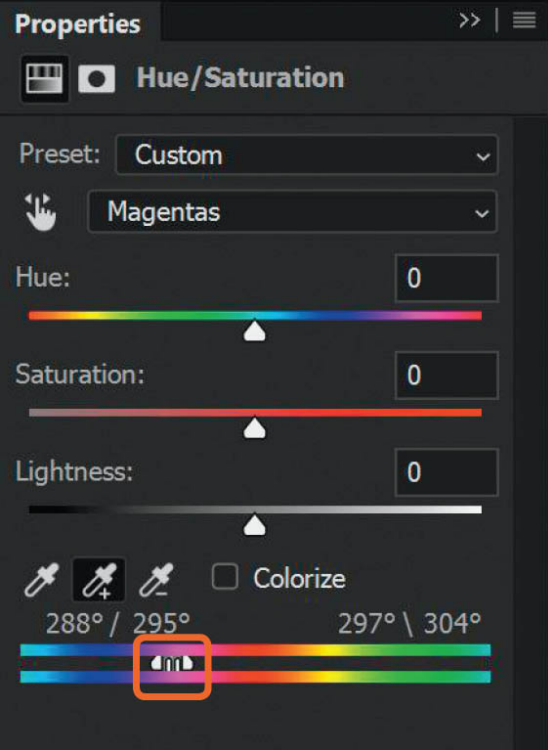 Properties
Hue/Saturation
Preset: Custom
Magentas
Hue: 0
Saturation: 0
Lightness: 0
Colorize
288° / 295° 297° \ 304°